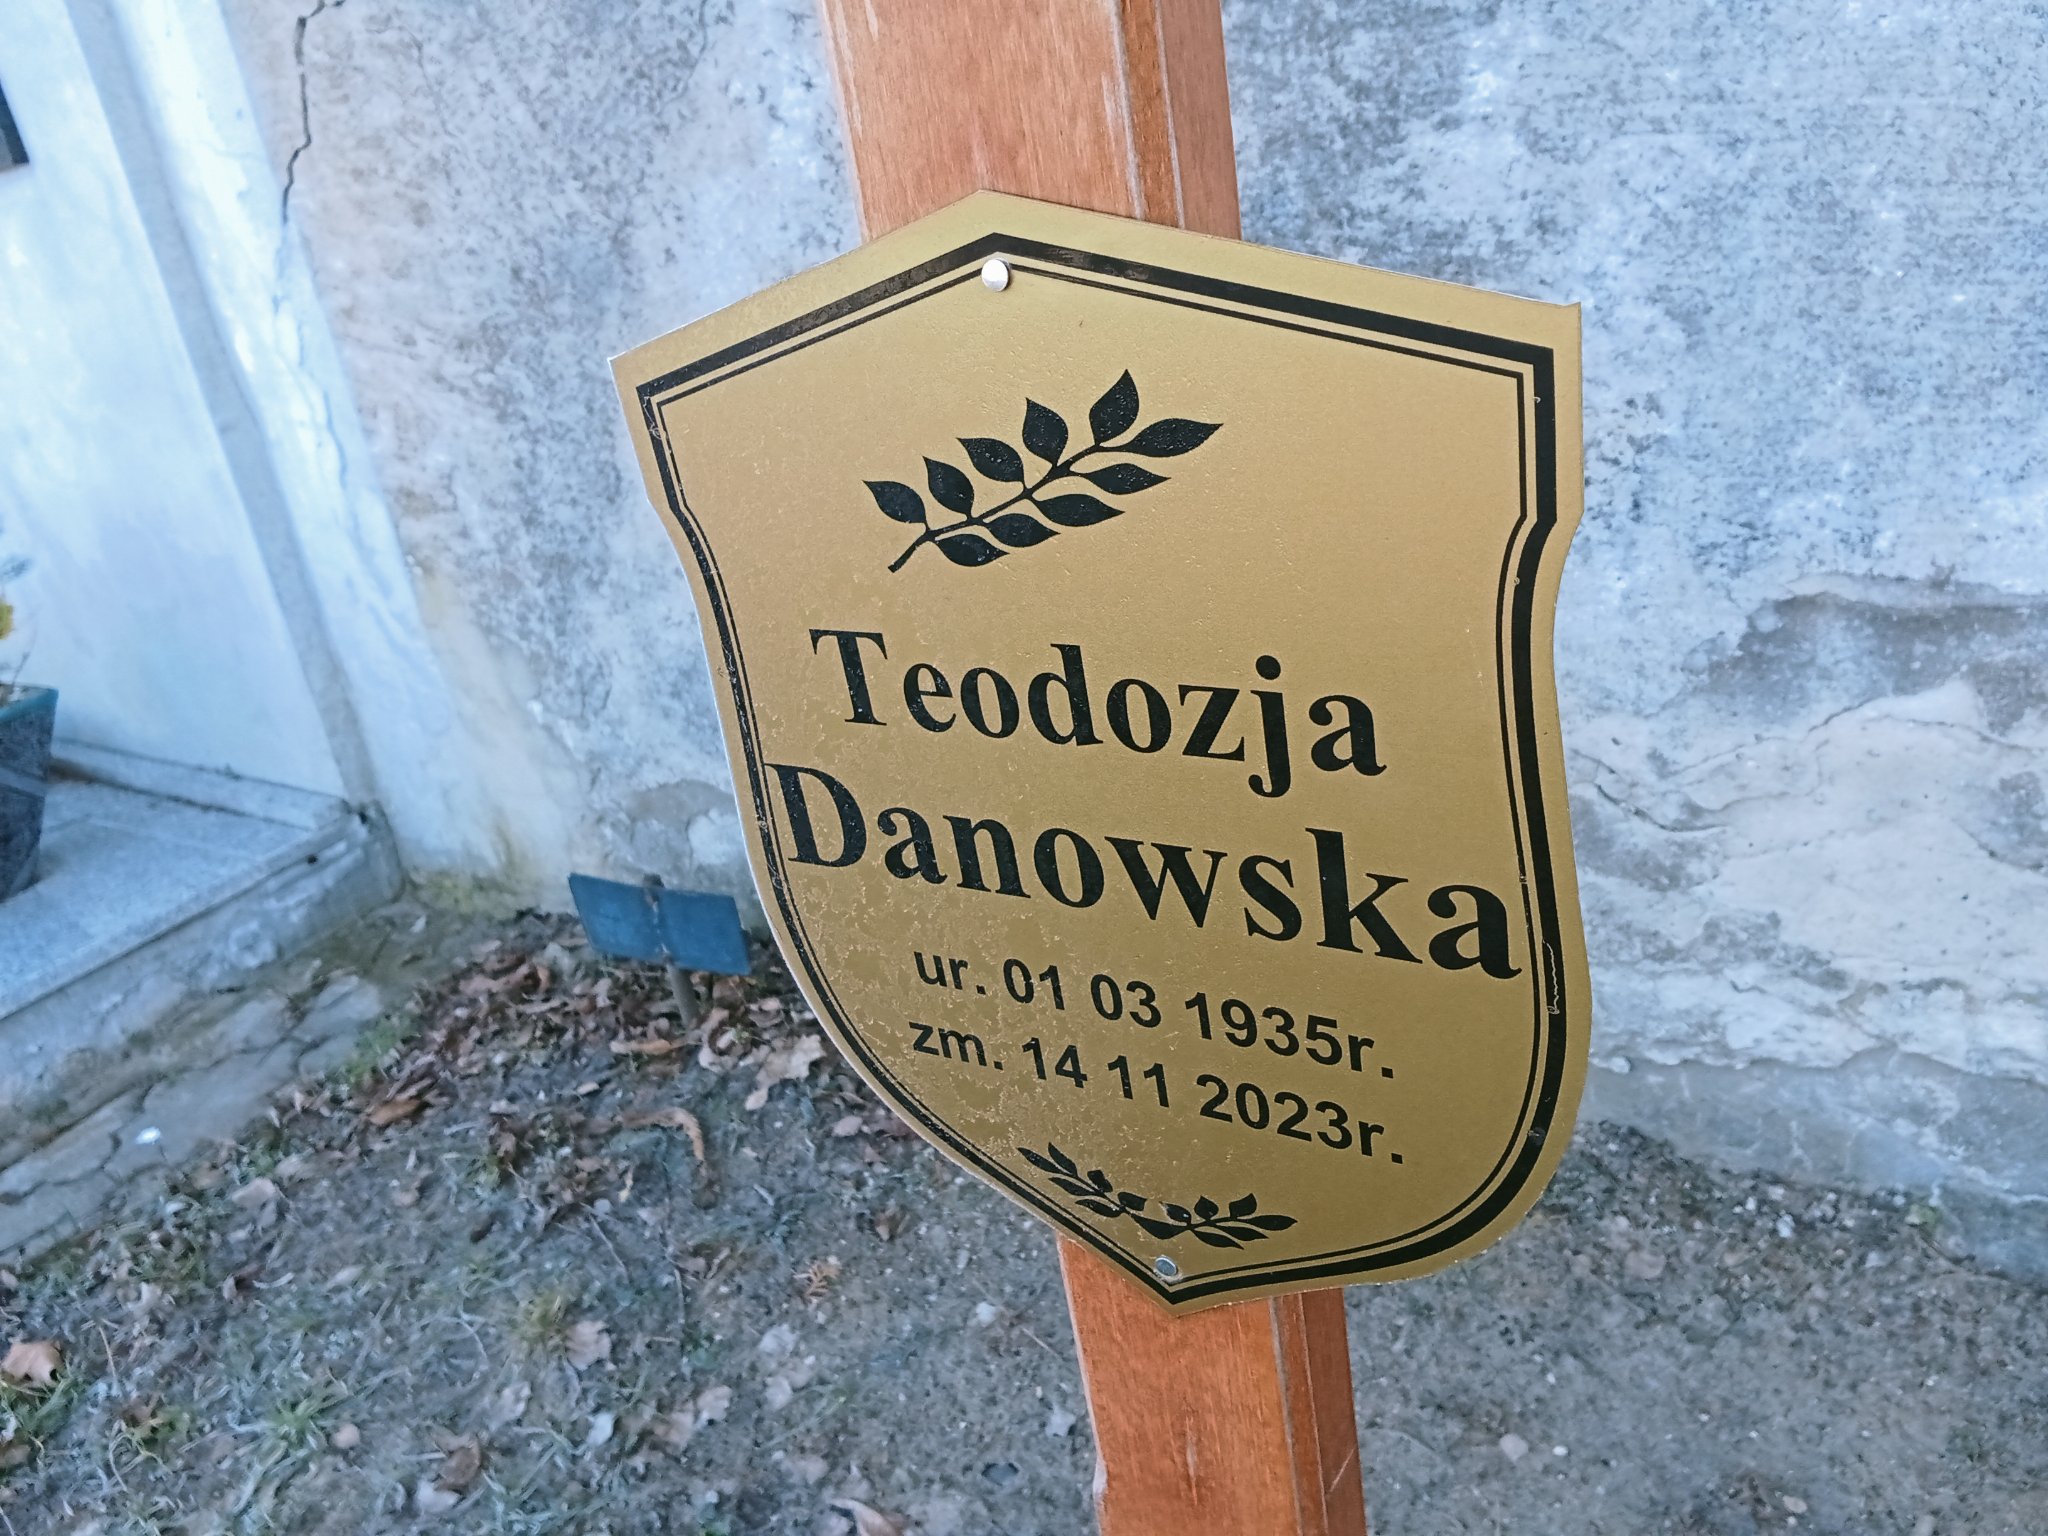 Teodozja
Danowska
ur. 01 03 1935r.
zm. 14 11 2023r.